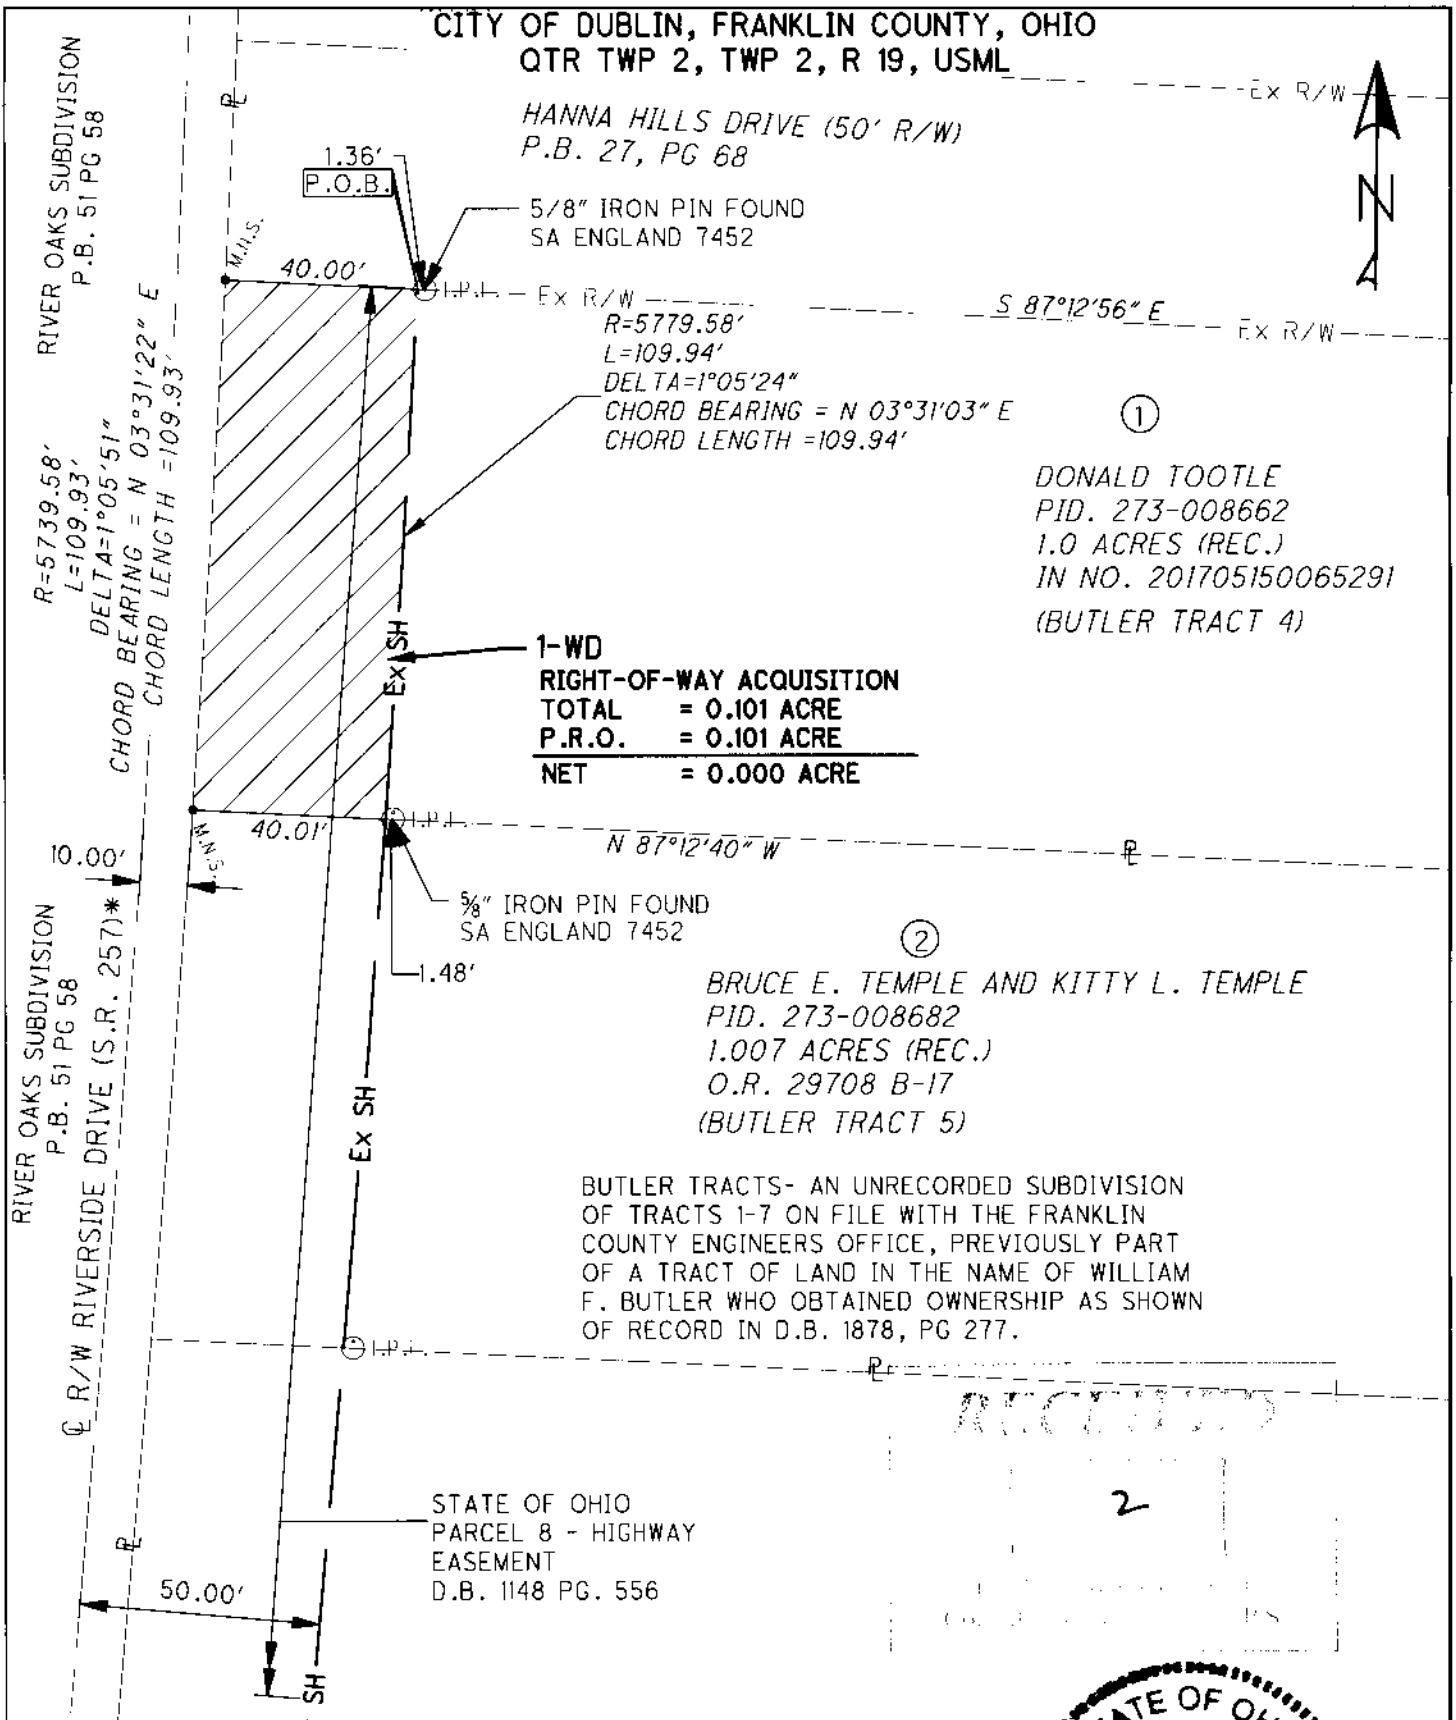 CITY OF DUBLIN, FRANKLIN COUNTY, OHIO
QTR TWP 2, TWP 2, R 19, USML
Ex R/W
HANNA HILLS DRIVE (50' R/W)
P.B. 27, PG 68
N
RIVER OAKS SUBDIVISION
P.B. 51 PG 58
PL
1.36'
P.O.B.
5/8" IRON PIN FOUND
SA ENGLAND 7452
M.N.S.
40.00'
I.P.F.
Ex R/W
S 87°12'56" E
Ex R/W
R=5779.58'
L=109.94'
DELTA=1°05'24"
CHORD BEARING = N 03°31'03" E
CHORD LENGTH =109.94'
R=5739.58'
L=109.93'
DELTA=1°05'51"
CHORD BEARING = N 03°31'22" E
CHORD LENGTH =109.93'
1
DONALD TOOTLE
PID. 273-008662
1.0 ACRES (REC.)
IN NO. 201705150065291
(BUTLER TRACT 4)
Ex SH
1-WD
RIGHT-OF-WAY ACQUISITION
TOTAL = 0.101 ACRE
P.R.O. = 0.101 ACRE
NET = 0.000 ACRE
40.01'
M.N.S.
I.P.F.
N 87°12'40" W
PL
10.00'
5/8" IRON PIN FOUND
SA ENGLAND 7452
1.48'
2
BRUCE E. TEMPLE AND KITTY L. TEMPLE
PID. 273-008682
1.007 ACRES (REC.)
O.R. 29708 B-17
(BUTLER TRACT 5)
RIVER OAKS SUBDIVISION
P.B. 51 PG 58
CL R/W RIVERSIDE DRIVE (S.R. 257)*
Ex SH
BUTLER TRACTS- AN UNRECORDED SUBDIVISION
OF TRACTS 1-7 ON FILE WITH THE FRANKLIN
COUNTY ENGINEERS OFFICE, PREVIOUSLY PART
OF A TRACT OF LAND IN THE NAME OF WILLIAM
F. BUTLER WHO OBTAINED OWNERSHIP AS SHOWN
OF RECORD IN D.B. 1878, PG 277.
I.P.F.
PL
RECEIVED
2
STATE OF OHIO
PARCEL 8 - HIGHWAY
EASEMENT
D.B. 1148 PG. 556
PL
50.00'
SH
OF